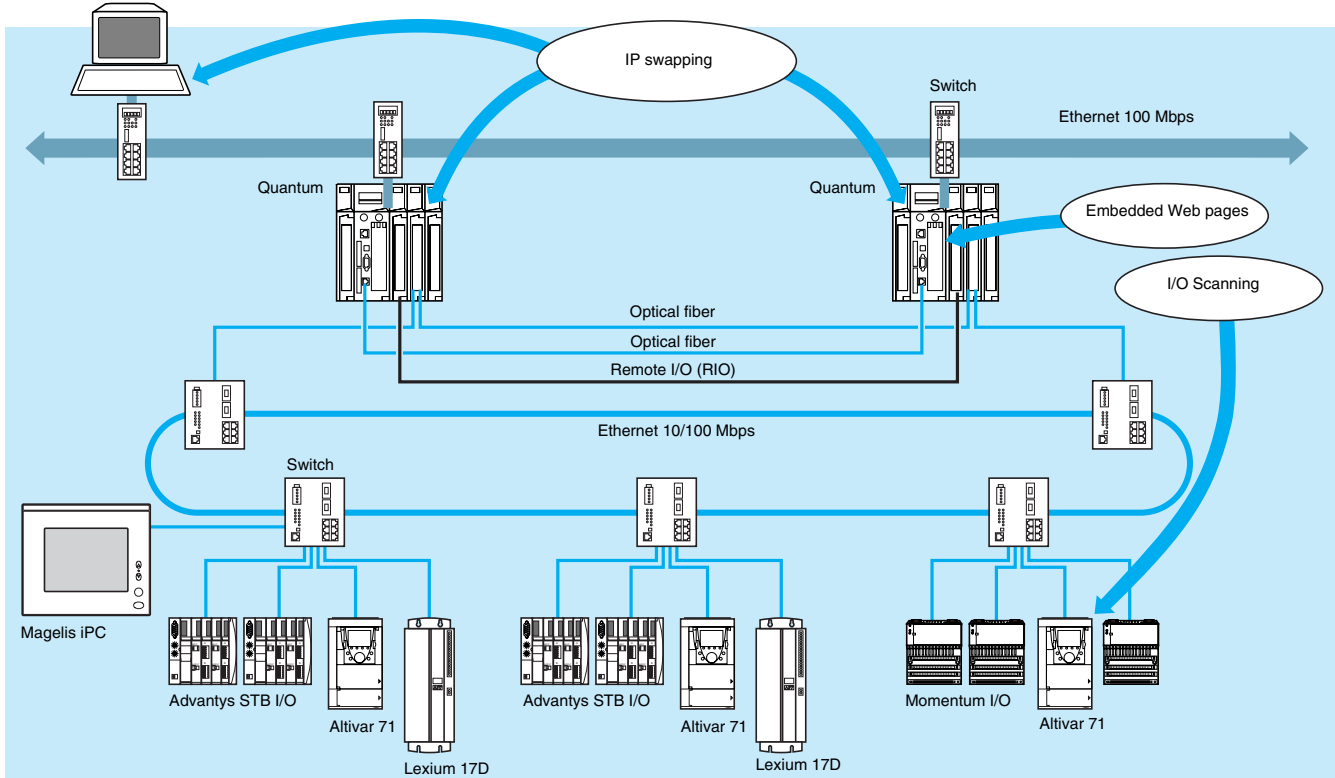 IP swapping
Switch
Ethernet 100 Mbps
Quantum
Quantum
Embedded Web pages
I/O Scanning
Optical fiber
Optical fiber
Remote I/O (RIO)
Ethernet 10/100 Mbps
Switch
Magelis iPC
Advantys STB I/O
Altivar 71
Lexium 17D
Advantys STB I/O
Altivar 71
Lexium 17D
Momentum I/O
Altivar 71